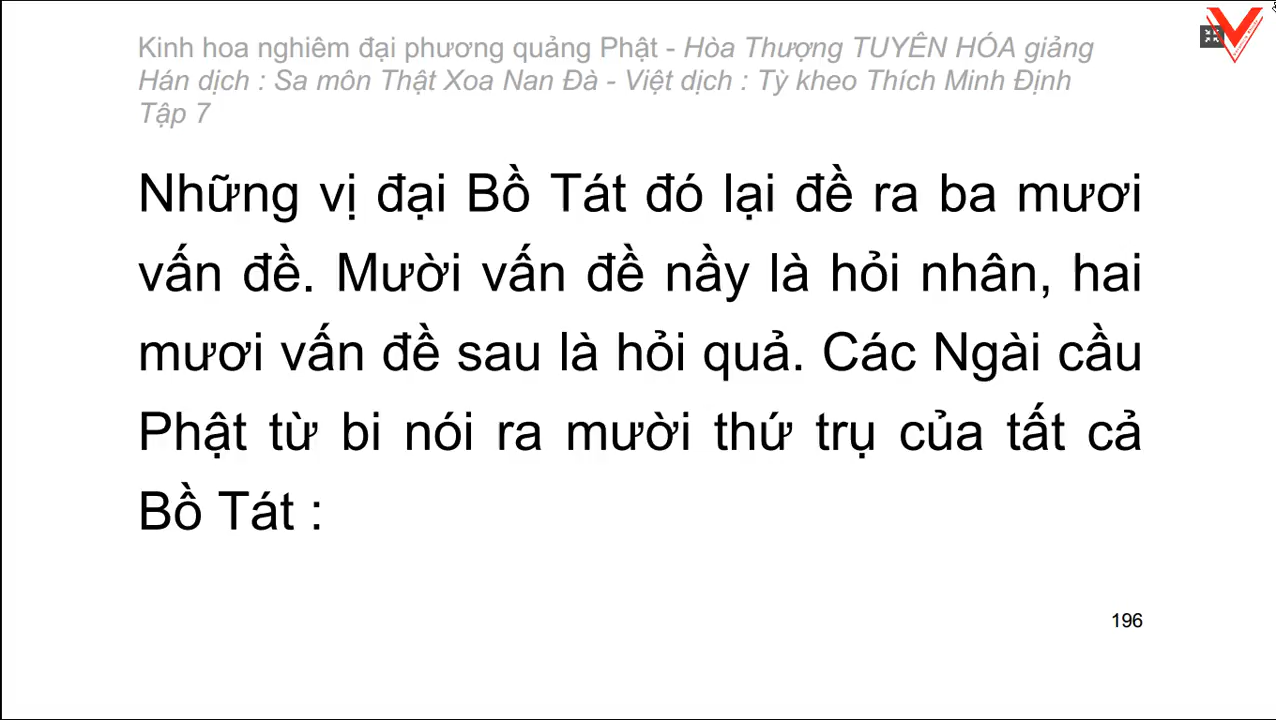 Kinh hoa nghiêm đại phương quảng Phật - Hòa Thượng TUYÊN HÓA giảng
Hán dịch : Sa môn Thật Xoa Nan Đà - Việt dịch : Tỳ kheo Thích Minh Định
Tập 7
Những vị đại Bồ Tát đó lại đề ra ba mươi
vấn đề. Mười vấn đề nầy là hỏi nhân, hai
mươi vấn đề sau là hỏi quả. Các Ngài cầu
Phật từ bi nói ra mười thứ trụ của tất cả
Bồ Tát :
196